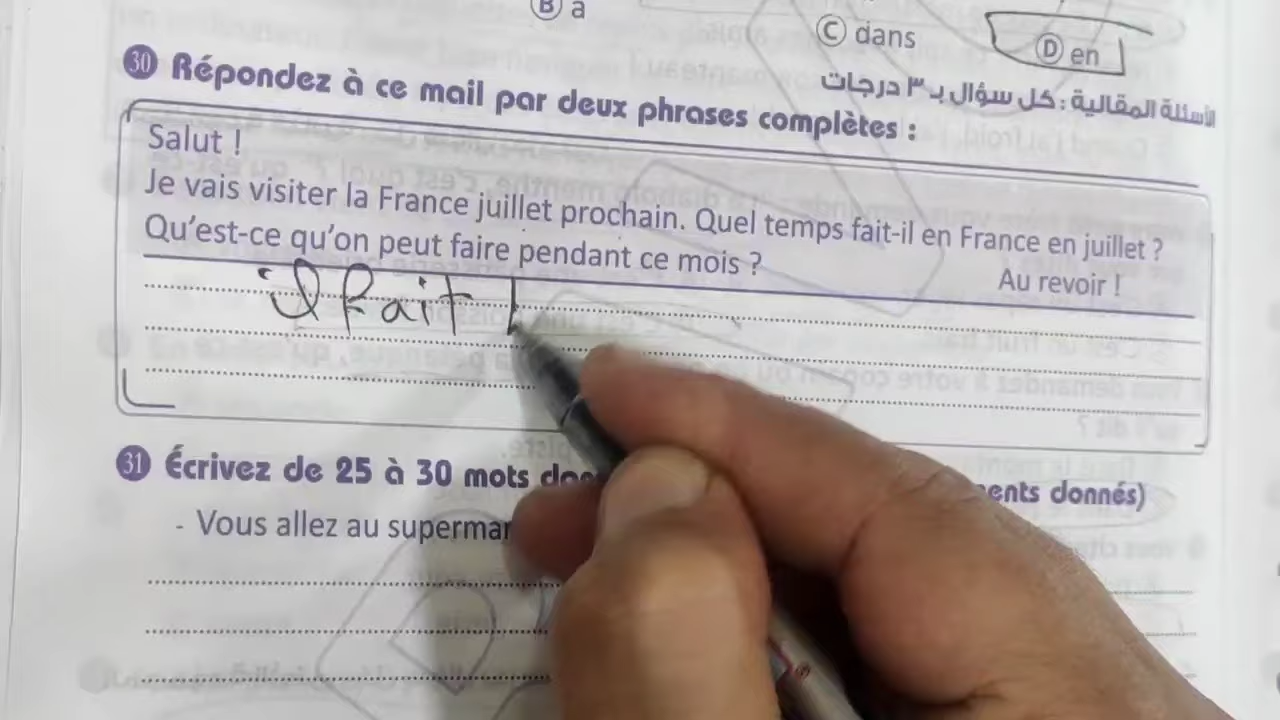 B a
C dans
D en
الأسئلة المقالية : كل سؤال بـ ٣ درجات
30 Répondez à ce mail par deux phrases complètes :
Salut !
Je vais visiter la France juillet prochain. Quel temps fait-il en France en juillet ?
Qu'est-ce qu'on peut faire pendant ce mois ?
Au revoir !
il fait
31 Écrivez de 25 à 30 mots donnés)
- Vous allez au